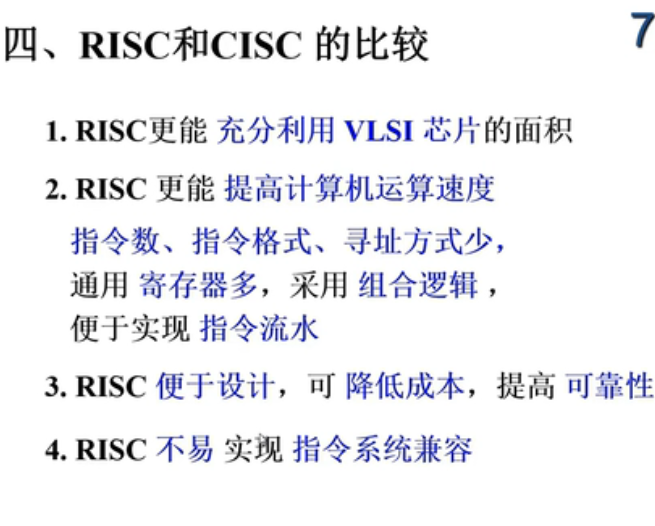 四、RISC和CISC 的比较
7
1. RISC更能 充分利用 VLSI 芯片的面积
2. RISC 更能 提高计算机运算速度
指令数、指令格式、寻址方式少，
通用 寄存器多，采用 组合逻辑，
便于实现 指令流水
3. RISC 便于设计，可 降低成本，提高 可靠性
4. RISC 不易 实现 指令系统兼容